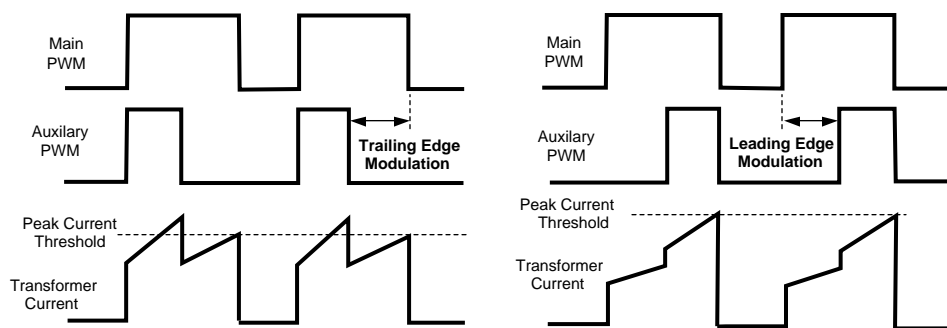 Main
PWM
Auxilary
PWM
Trailing Edge
Modulation
Peak Current
Threshold
Transformer
Current
Main
PWM
Auxilary
PWM
Leading Edge
Modulation
Peak Current
Threshold
Transformer
Current